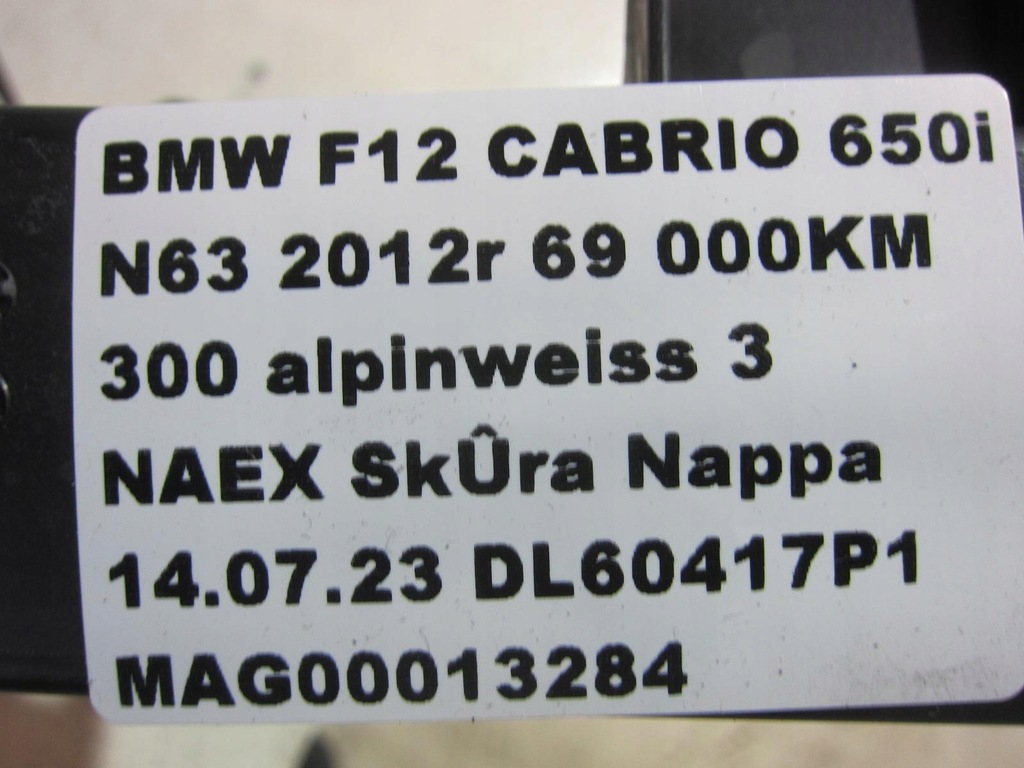 BMW F12 CABRIO 650i
N63 2012r 69 000KM
300 alpinweiss 3
NAEX SkÛra Nappa
14.07.23 DL60417P1
MAG00013284